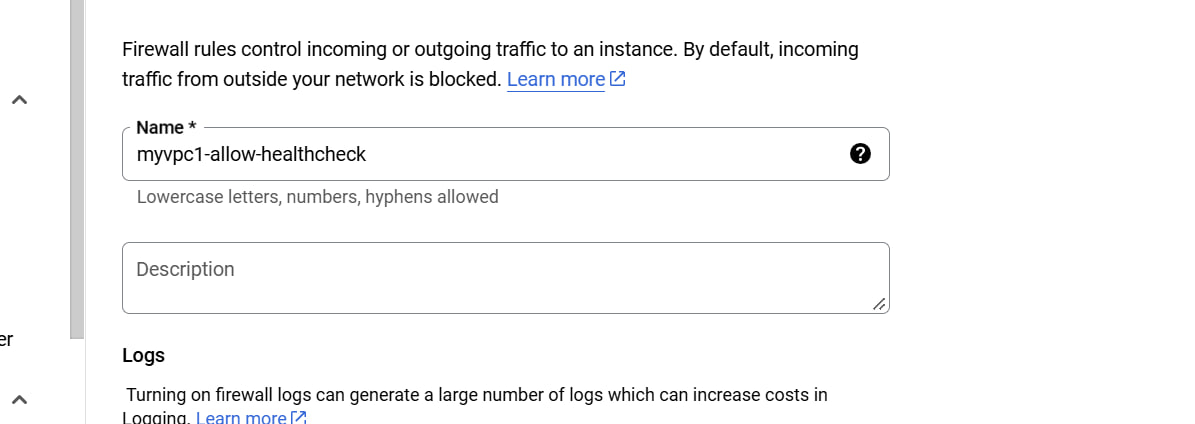 Firewall rules control incoming or outgoing traffic to an instance. By default, incoming
traffic from outside your network is blocked. Learn more
Name *
myvpc1-allow-healthcheck
Lowercase letters, numbers, hyphens allowed
Description
er
Logs
Turning on firewall logs can generate a large number of logs which can increase costs in
Logging. Learn more